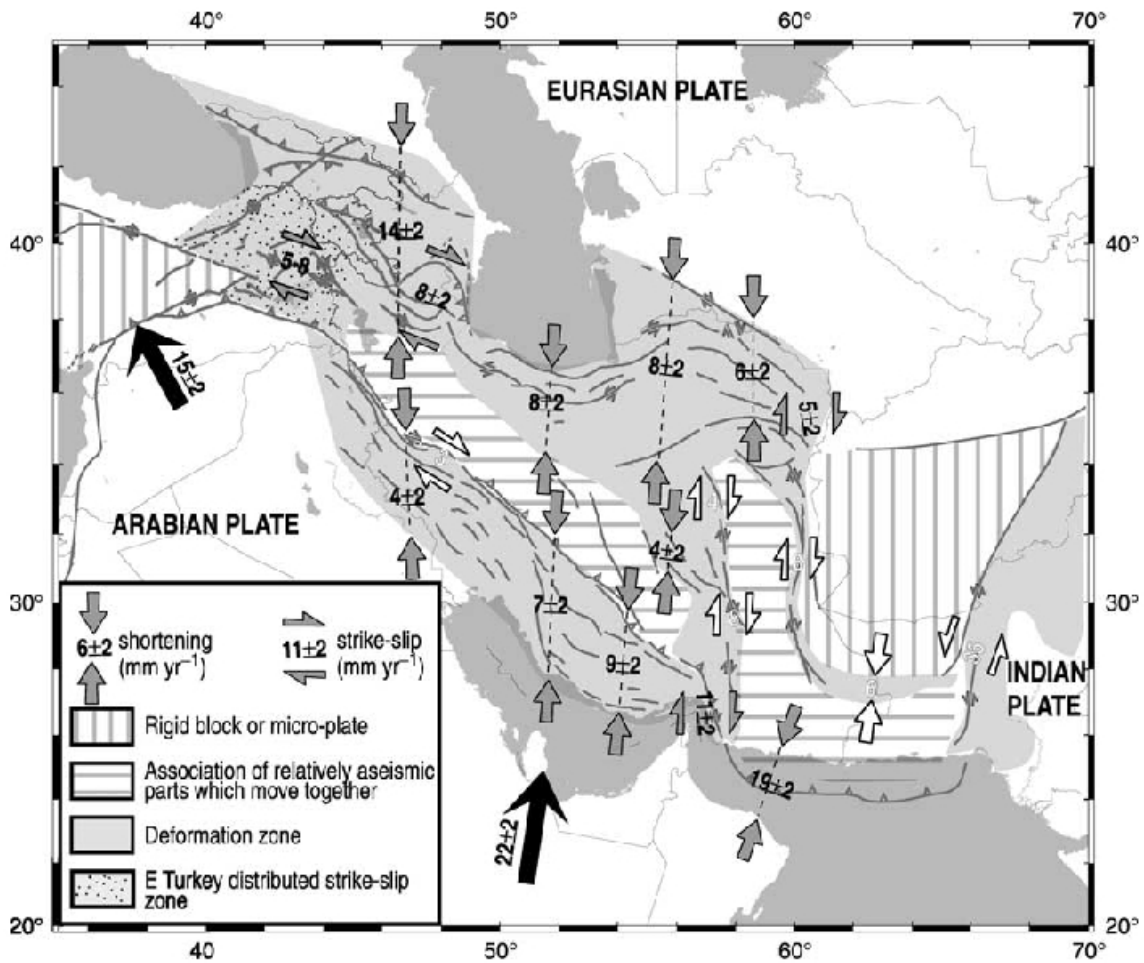 40° 50° 60° 70°
EURASIAN PLATE
40° 40°
14±2
5-8
8±2
15±2
8±2
8±2
6±2
5±2
ARABIAN PLATE
4±2
4±2
30° 30°
7±2
9±2
11±2
INDIAN
PLATE
19±2
22±2
6±2 shortening
(mm yr⁻¹)
11±2 strike-slip
(mm yr⁻¹)
Rigid block or micro-plate
Association of relatively aseismic
parts which move together
Deformation zone
E Turkey distributed strike-slip
zone
20° 20°
40° 50° 60° 70°